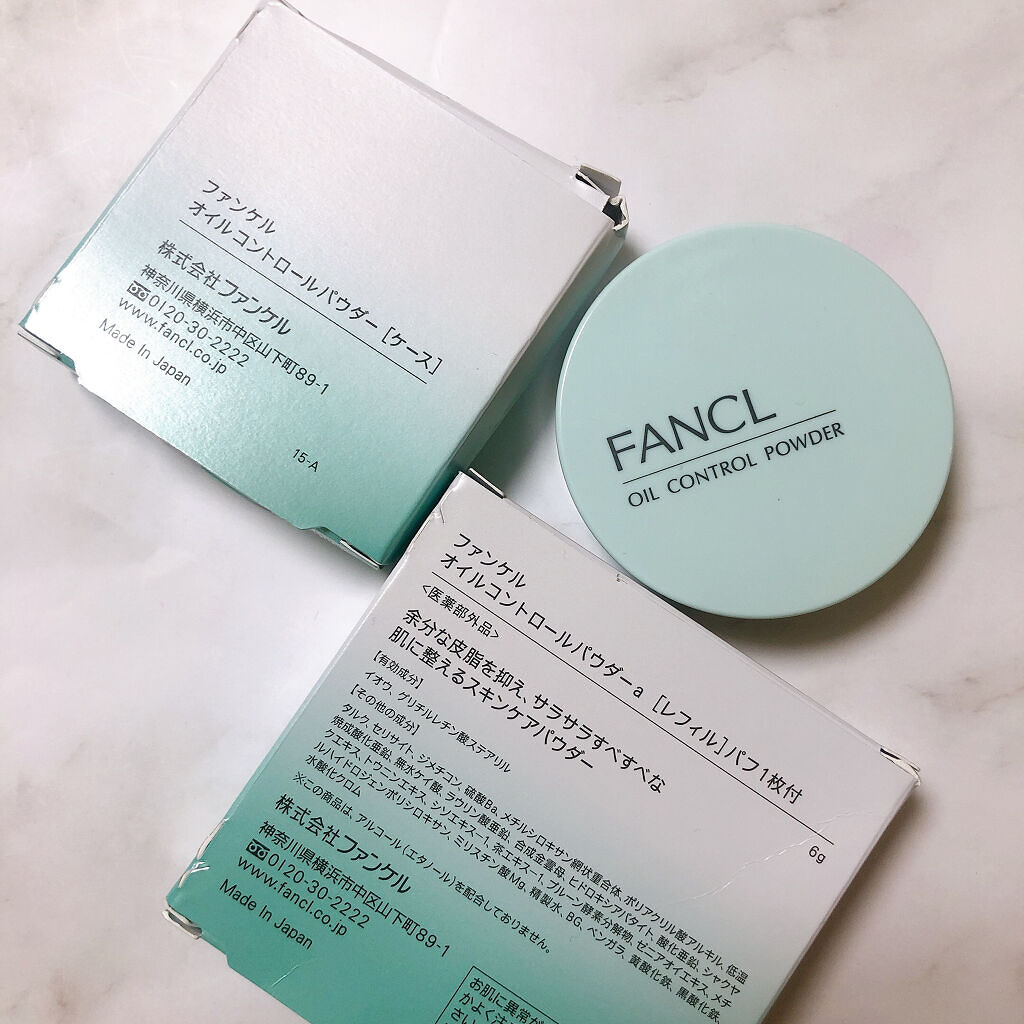 ファンケル
オイルコントロールパウダー［ケース］
株式会社ファンケル
神奈川県横浜市中区山下町89-1
0120-30-2222
www.fancl.co.jp
Made In Japan
15-A
FANCL
OIL CONTROL POWDER
ファンケル
オイルコントロールパウダーa ［レフィル］パフ1枚付
<医薬部外品>
6g
余分な皮脂を抑え、サラサラすべすべな
肌に整えるスキンケアパウダー
【有効成分】
イオウ、グリチルレチン酸ステアリル
【その他の成分】
タルク、セリサイト、ジメチコン、硫酸Ba、メチルシロキサン網状重合体、ポリアクリル酸アルキル、低温
焼成酸化亜鉛、無水ケイ酸、ラウリン酸亜鉛、合成金雲母、ヒドロキシアパタイト、酸化亜鉛、シャクヤ
クエキス、トウニンエキス、シソエキス-1、茶エキス-1、プルーン酵素分解物、ゼニアオイエキス、メチ
ルハイドロジェンポリシロキサン、ミリスチン酸Mg、精製水、BG、ベンガラ、黄酸化鉄、黒酸化鉄、
水酸化クロム
※この商品は、アルコール（エタノール）を配合しておりません。
株式会社ファンケル
神奈川県横浜市中区山下町89-1
0120-30-2222
www.fancl.co.jp
Made In Japan
お肌に異常が
かよく注
さい